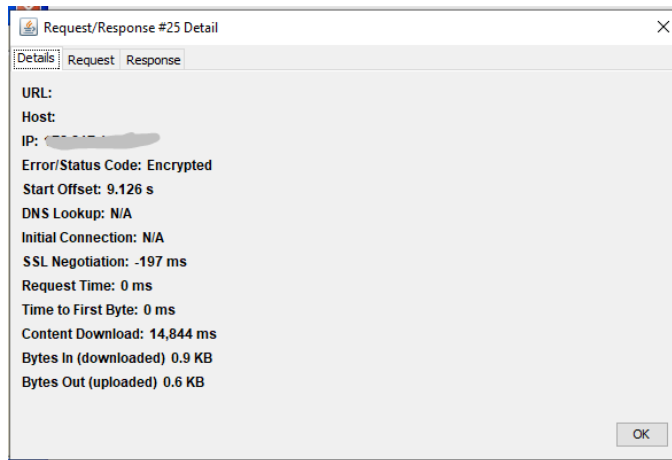 Request/Response #25 Detail
Details Request Response
URL:
Host:
IP:
Error/Status Code: Encrypted
Start Offset: 9.126 s
DNS Lookup: N/A
Initial Connection: N/A
SSL Negotiation: -197 ms
Request Time: 0 ms
Time to First Byte: 0 ms
Content Download: 14,844 ms
Bytes In (downloaded) 0.9 KB
Bytes Out (uploaded) 0.6 KB
OK